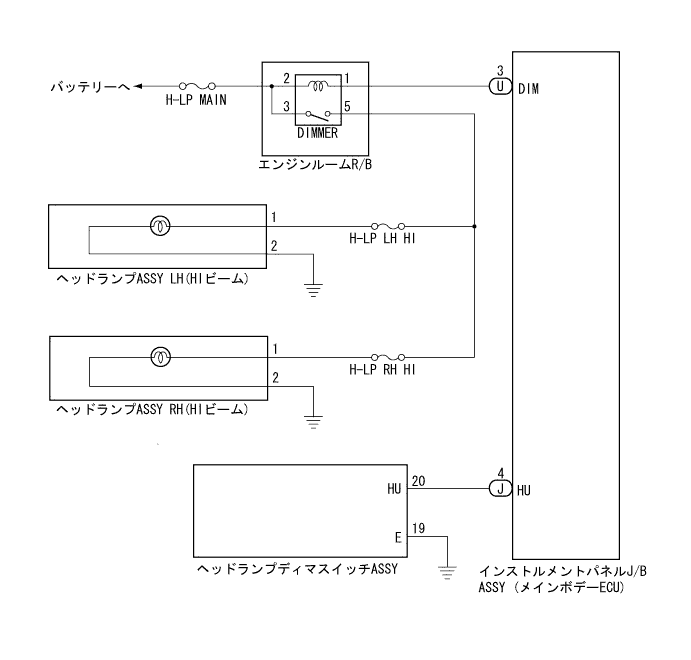 バッテリーへ
H-LP MAIN
2
1
3
5
DIMMER
エンジンルームR/B
3
U
DIM
1
2
H-LP LH HI
ヘッドランプASSY LH(HIビーム)
1
2
H-LP RH HI
ヘッドランプASSY RH(HIビーム)
HU
20
4
J
HU
E
19
ヘッドランプディマスイッチASSY
インストルメントパネルJ/B
ASSY (メインボデーECU)